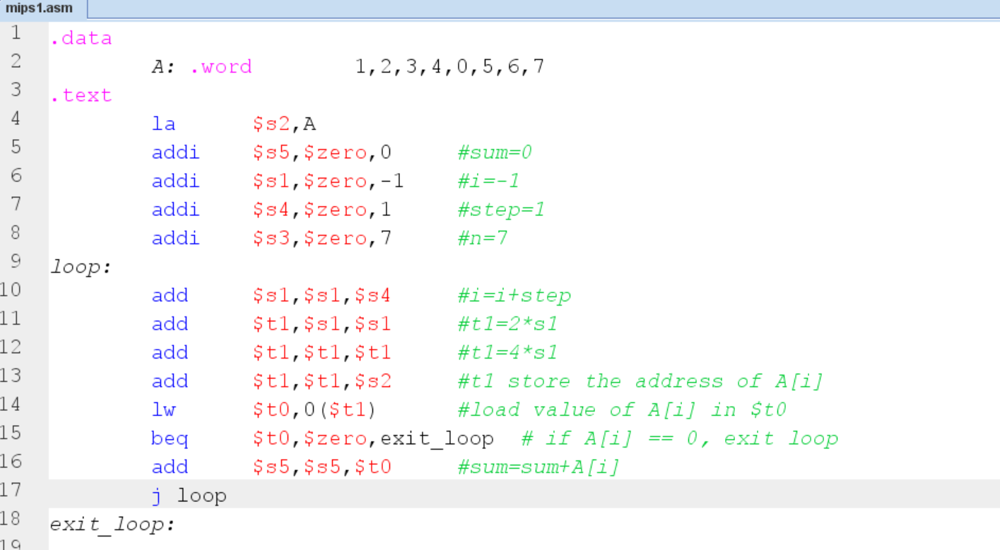 mips1.asm
1 .data
2 A: .word 1,2,3,4,0,5,6,7
3 .text
4 la $s2,A
5 addi $s5,$zero,0 #sum=0
6 addi $s1,$zero,-1 #i=-1
7 addi $s4,$zero,1 #step=1
8 addi $s3,$zero,7 #n=7
9 loop:
10 add $s1,$s1,$s4 #i=i+step
11 add $t1,$s1,$s1 #t1=2*s1
12 add $t1,$t1,$t1 #t1=4*s1
13 add $t1,$t1,$s2 #t1 store the address of A[i]
14 lw $t0,0($t1) #load value of A[i] in $t0
15 beq $t0,$zero,exit_loop # if A[i] == 0, exit loop
16 add $s5,$s5,$t0 #sum=sum+A[i]
17 j loop
18 exit_loop:
19